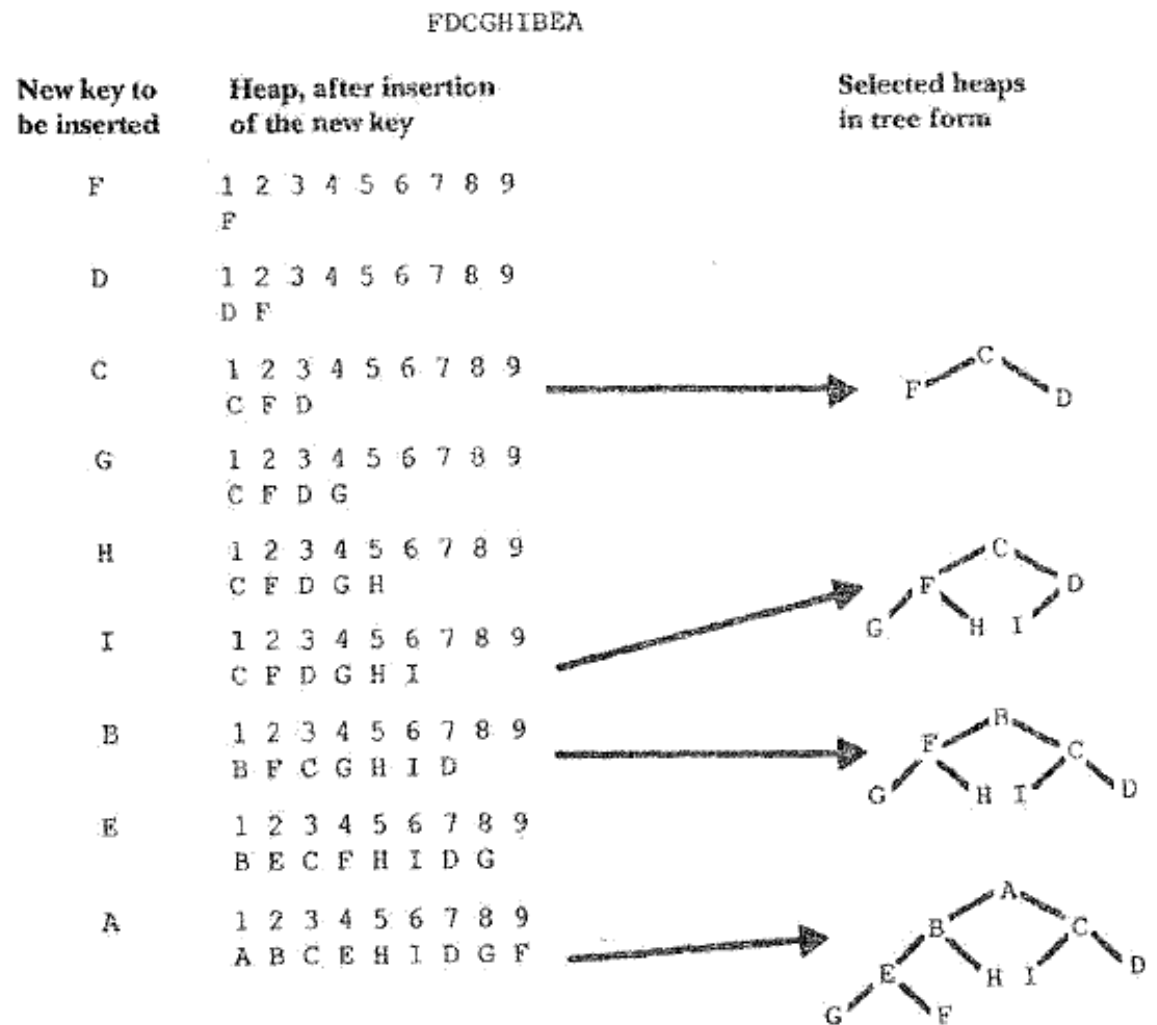 FDCGHIBEA
New key to be inserted
Heap, after insertion of the new key
Selected heaps in tree form
F
1 2 3 4 5 6 7 8 9
F
D
1 2 3 4 5 6 7 8 9
D F
C
1 2 3 4 5 6 7 8 9
C F D
C
F
D
G
1 2 3 4 5 6 7 8 9
C F D G
H
1 2 3 4 5 6 7 8 9
C F D G H
I
1 2 3 4 5 6 7 8 9
C F D G H I
C
F D
G H I
B
1 2 3 4 5 6 7 8 9
B F C G H I D
B
F C
G H I D
E
1 2 3 4 5 6 7 8 9
B E C F H I D G
A
1 2 3 4 5 6 7 8 9
A B C E H I D G F
A
B C
E H I D
G F